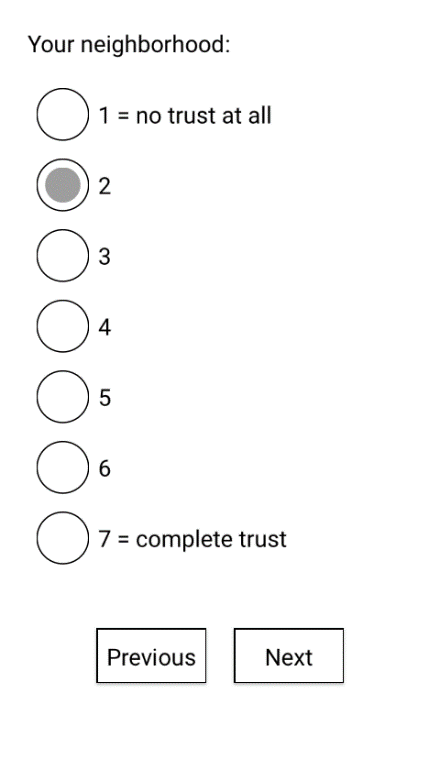 Your neighborhood:
1 = no trust at all
2
3
4
5
6
7 = complete trust
Previous Next